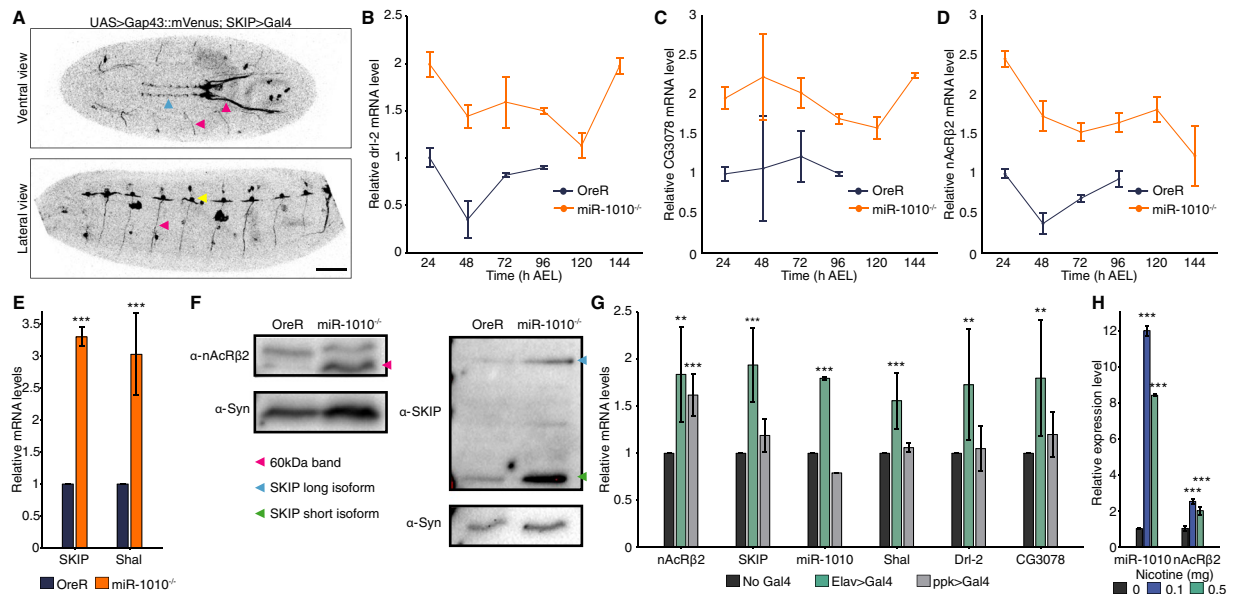 A
UAS>Gap43::mVenus; SKIP>Gal4
Ventral view
Lateral view
B
Relative drl-2 mRNA level
2
1.5
1
0.5
0
24 48 72 96 120 144
Time (h AEL)
OreR
miR-1010-/-
C
Relative CG3078 mRNA level
3
2.5
2
1.5
1
0.5
0
24 48 72 96 120 144
Time (h AEL)
OreR
miR-1010-/-
D
Relative nAcRβ2 mRNA level
3
2.5
2
1.5
1
0.5
0
24 48 72 96 120 144
Time (h AEL)
OreR
miR-1010-/-
E
Relative mRNA levels
3.5
3
2.5
2
1.5
1
0.5
0
*** ***
SKIP Shal
OreR miR-1010-/-
F
OreR miR-1010-/-
α-nAcRβ2
α-Syn
60kDa band
SKIP long isoform
SKIP short isoform
OreR miR-1010-/-
α-SKIP
α-Syn
G
Relative mRNA levels
2.5
2
1.5
1
0.5
0
** *** *** *** *** ** **
nAcRβ2 SKIP miR-1010 Shal Drl-2 CG3078
No Gal4 Elav>Gal4 ppk>Gal4
H
Relative expression level
12
10
8
6
4
2
0
*** *** *** ***
miR-1010 nAcRβ2
Nicotine (mg)
0 0.1 0.5